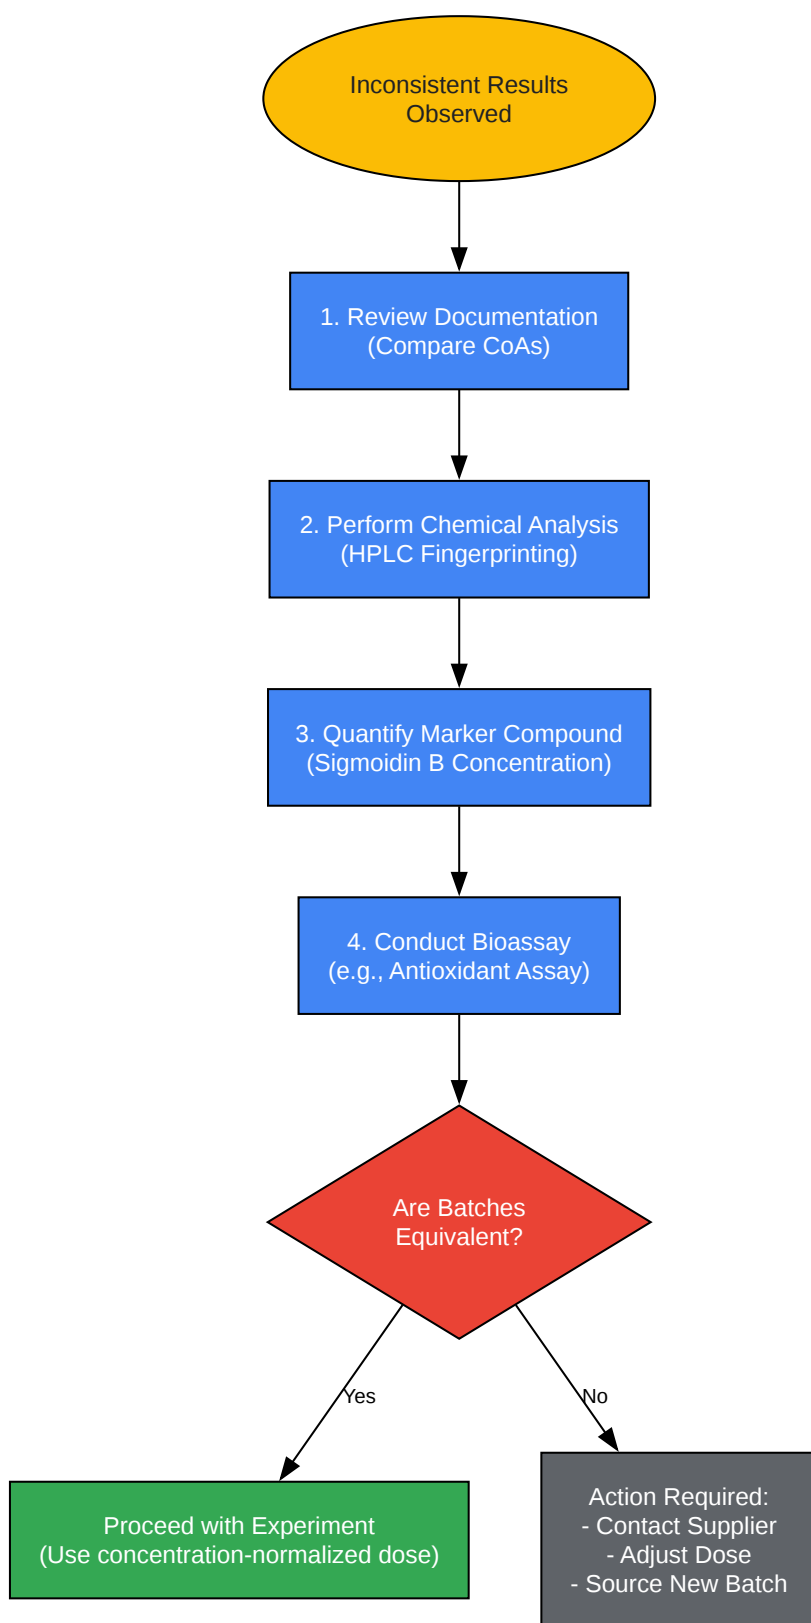 Inconsistent Results
Observed
1. Review Documentation
(Compare CoAs)
2. Perform Chemical Analysis
(HPLC Fingerprinting)
3. Quantify Marker Compound
(Sigmoidin B Concentration)
4. Conduct Bioassay
(e.g., Antioxidant Assay)
Are Batches
Equivalent?
Yes
No
Proceed with Experiment
(Use concentration-normalized dose)
Action Required:
- Contact Supplier
- Adjust Dose
- Source New Batch